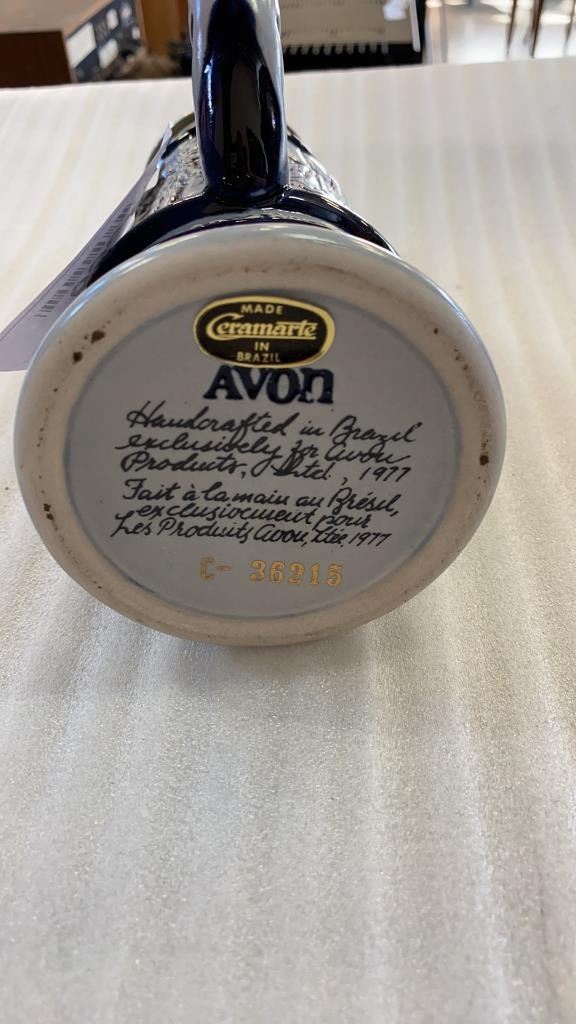 MADE
Ceramarte
IN
BRAZIL
AVON
Handcrafted in Brazil
exclusively for Avon
Products, Ltd., 1977
Fait à la main au Brésil,
exclusivement pour
Les Produits Avon, Ltée. 1977
C- 36215